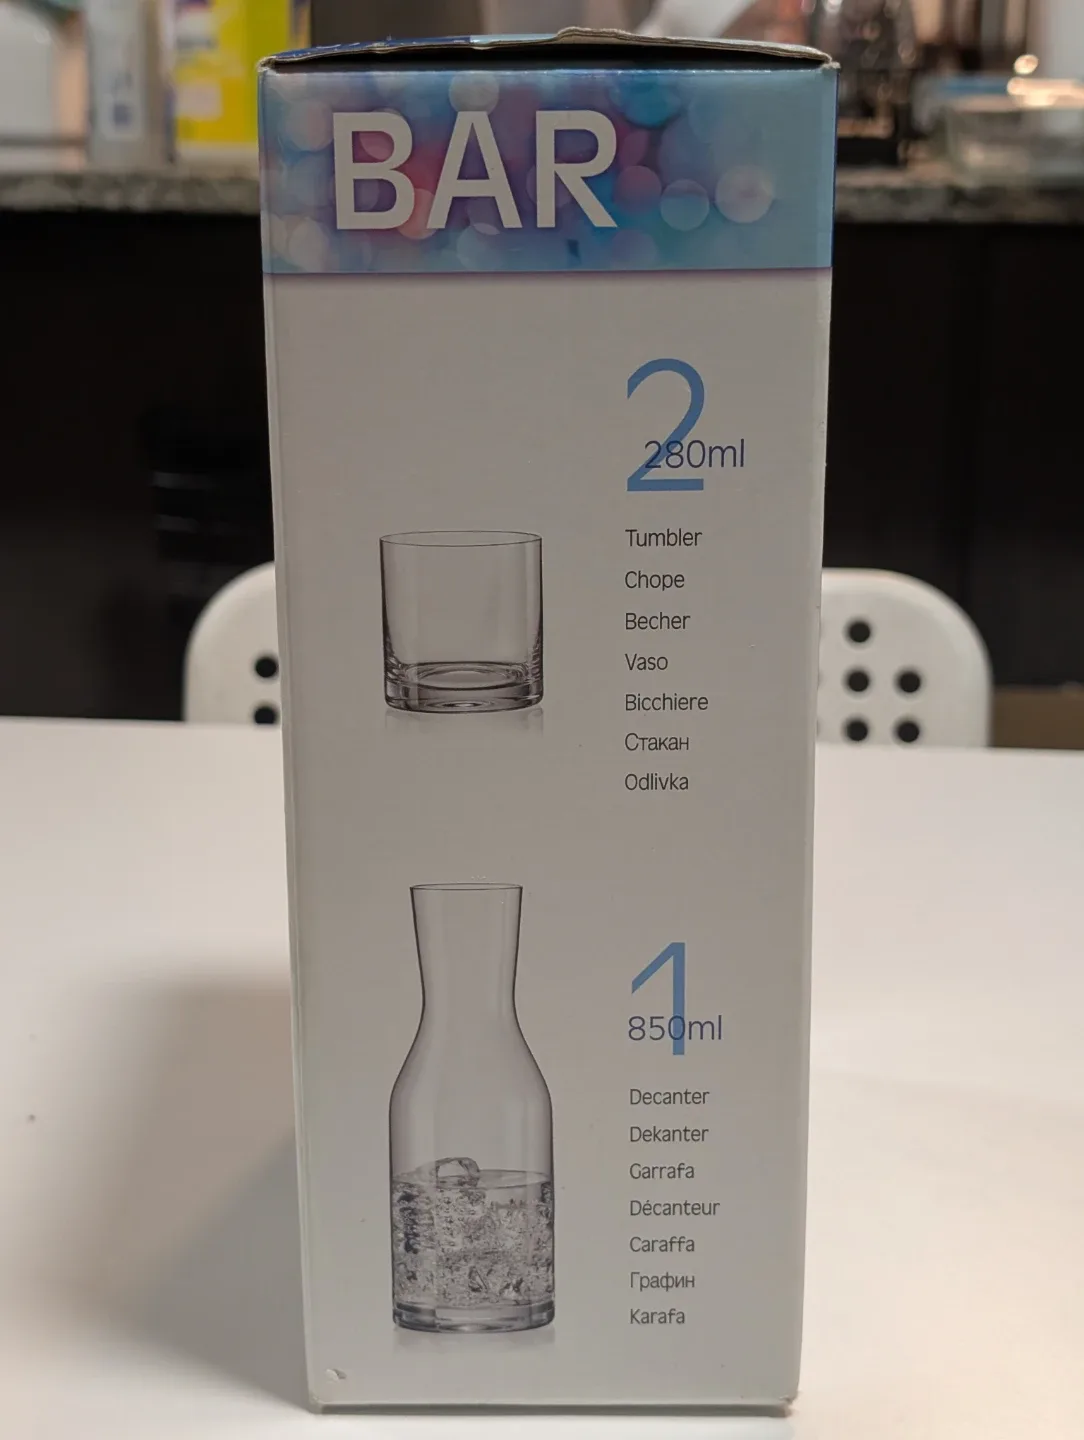 BAR
2
280ml
Tumbler
Chope
Becher
Vaso
Bicchiere
Стакан
Odlivka
1
850ml
Decanter
Dekanter
Garrafa
Décanteur
Caraffa
Графин
Karafa